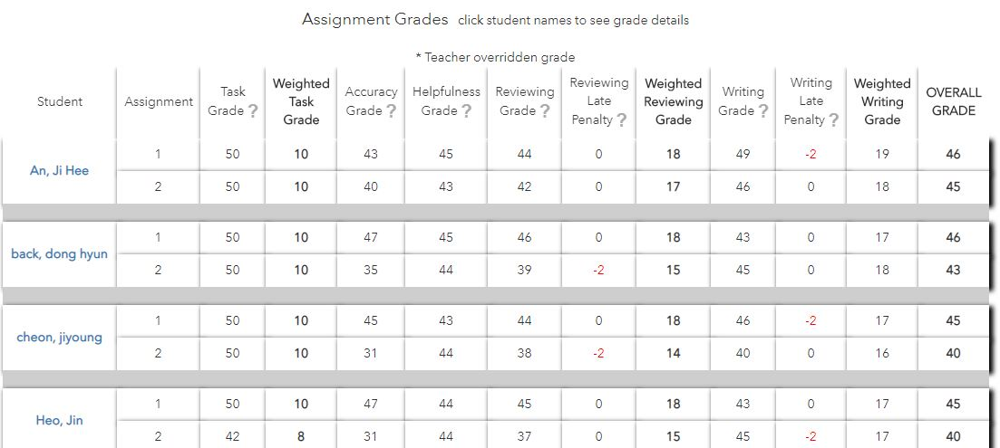 Assignment Grades click student names to see grade details
* Teacher overridden grade
Student Assignment Task Grade ? Weighted Task Grade Accuracy Grade ? Helpfulness Grade ? Reviewing Grade ? Reviewing Late Penalty ? Weighted Reviewing Grade Writing Grade ? Writing Late Penalty ? Weighted Writing Grade OVERALL GRADE
An, Ji Hee
1 50 10 43 45 44 0 18 49 -2 19 46
2 50 10 40 43 42 0 17 46 0 18 45
back, dong hyun
1 50 10 47 45 46 0 18 43 0 17 46
2 50 10 35 44 39 -2 15 45 0 18 43
cheon, jiyoung
1 50 10 45 43 44 0 18 46 -2 17 45
2 50 10 31 44 38 -2 14 40 0 16 40
Heo, Jin
1 50 10 47 44 45 0 18 43 0 17 45
2 42 8 31 44 37 0 15 45 -2 17 40